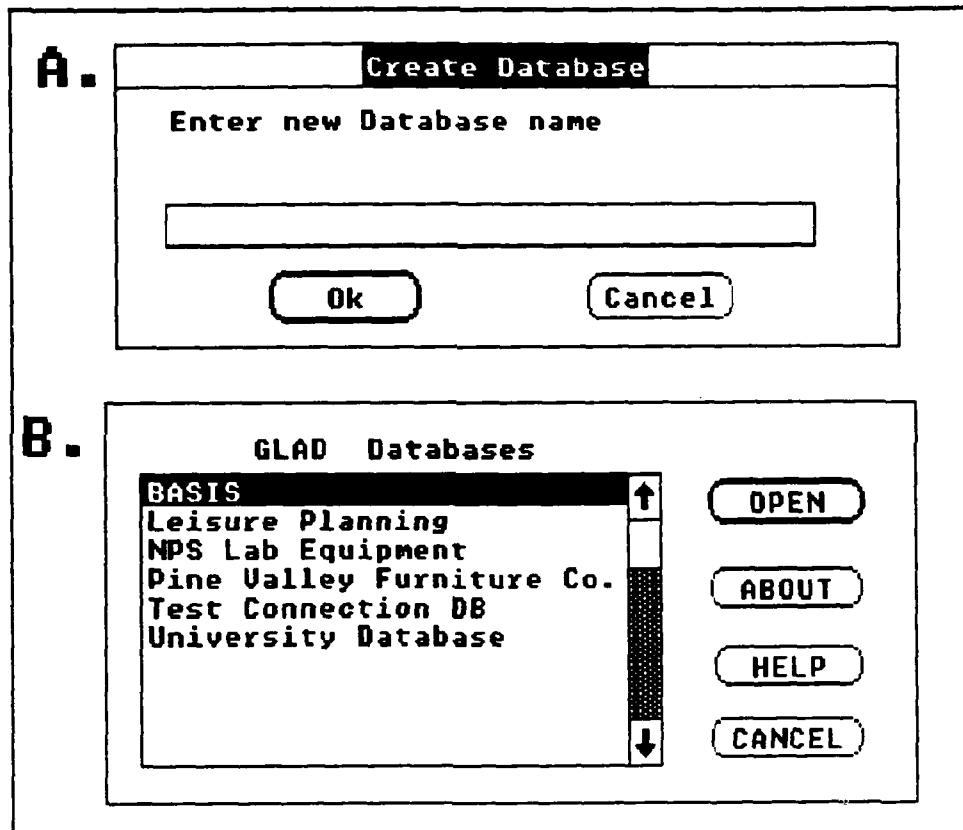 A.
Create Database
Enter new Database name
Ok
Cancel
B.
GLAD Databases
BASIS
Leisure Planning
NPS Lab Equipment
Pine Valley Furniture Co.
Test Connection DB
University Database
OPEN
ABOUT
HELP
CANCEL